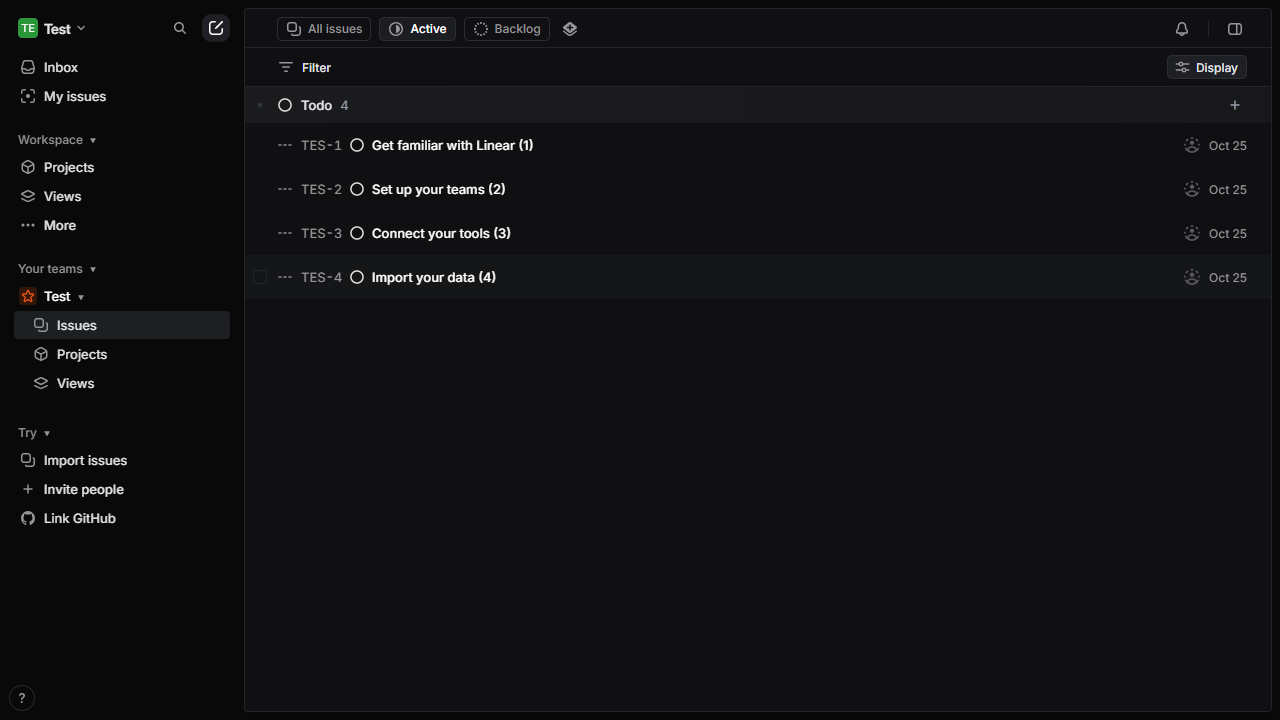 TE Test
Inbox
My issues
Workspace
Projects
Views
More
Your teams
Test
Issues
Projects
Views
Try
Import issues
Invite people
Link GitHub
?
All issues Active Backlog
Filter Display
Todo 4
TES-1 Get familiar with Linear (1) Oct 25
TES-2 Set up your teams (2) Oct 25
TES-3 Connect your tools (3) Oct 25
TES-4 Import your data (4) Oct 25